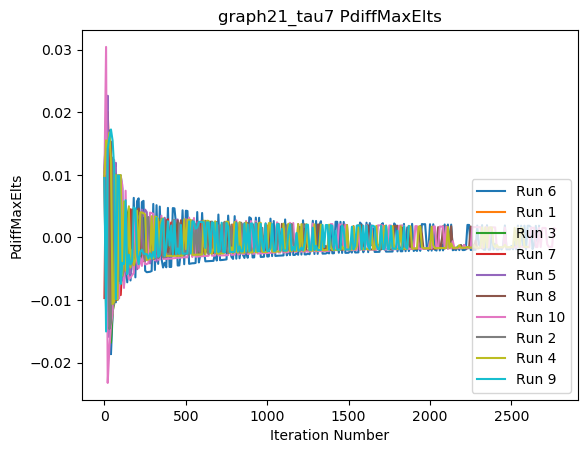 graph21_tau7 PdiffMaxElts
PdiffMaxElts
0.03
0.02
0.01
0.00
−0.01
−0.02
0
500
1000
1500
2000
2500
Iteration Number
Run 6
Run 1
Run 3
Run 7
Run 5
Run 8
Run 10
Run 2
Run 4
Run 9